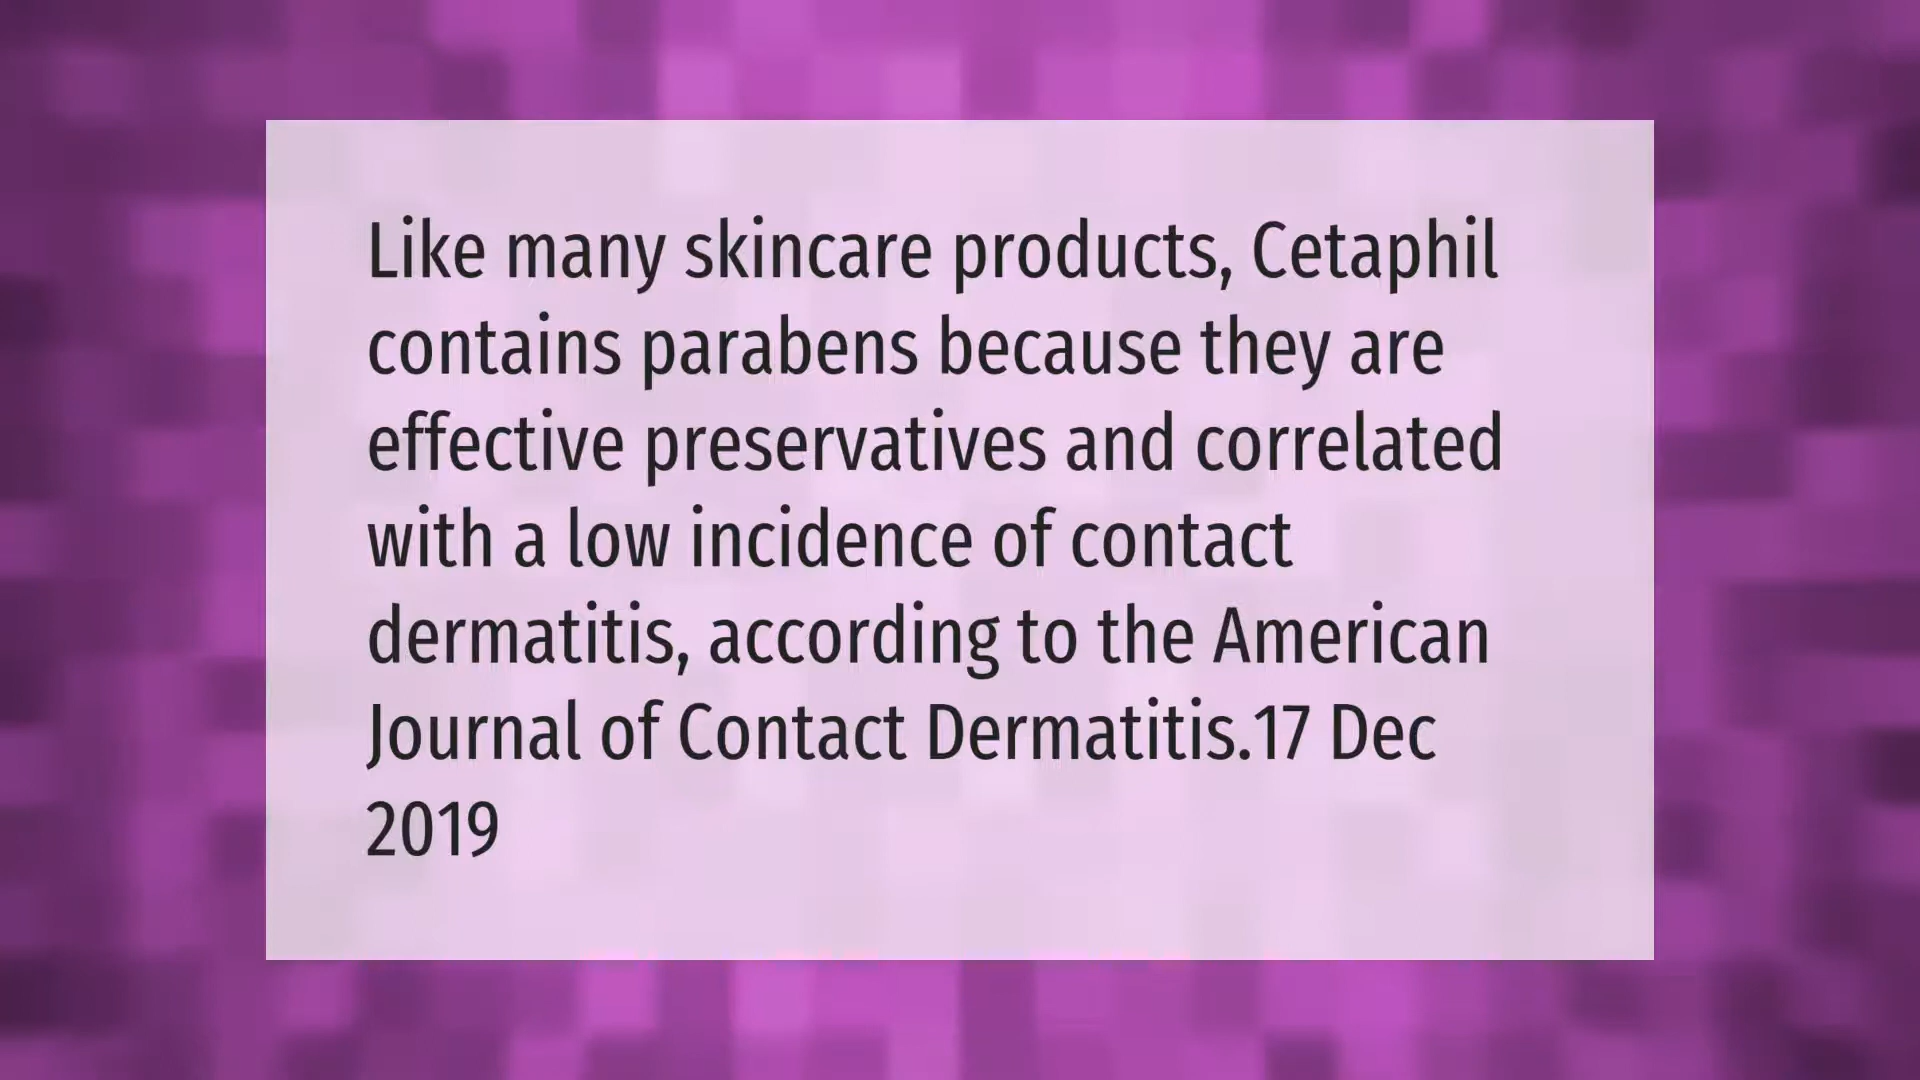 Like many skincare products, Cetaphil
contains parabens because they are
effective preservatives and correlated
with a low incidence of contact
dermatitis, according to the American
Journal of Contact Dermatitis.17 Dec
2019